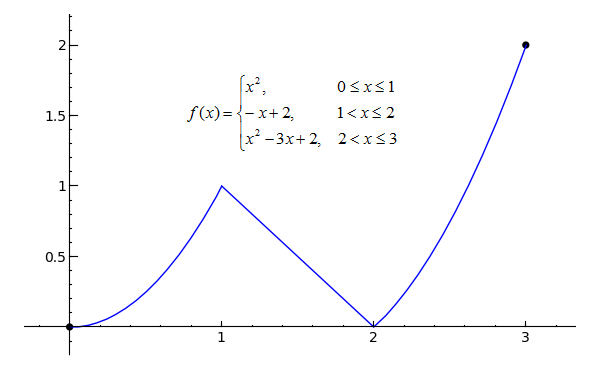 2
x², 0 ≤ x ≤ 1
f(x) = { -x + 2, 1 < x ≤ 2
x² - 3x + 2, 2 < x ≤ 3
1.5
1
0.5
1 2 3